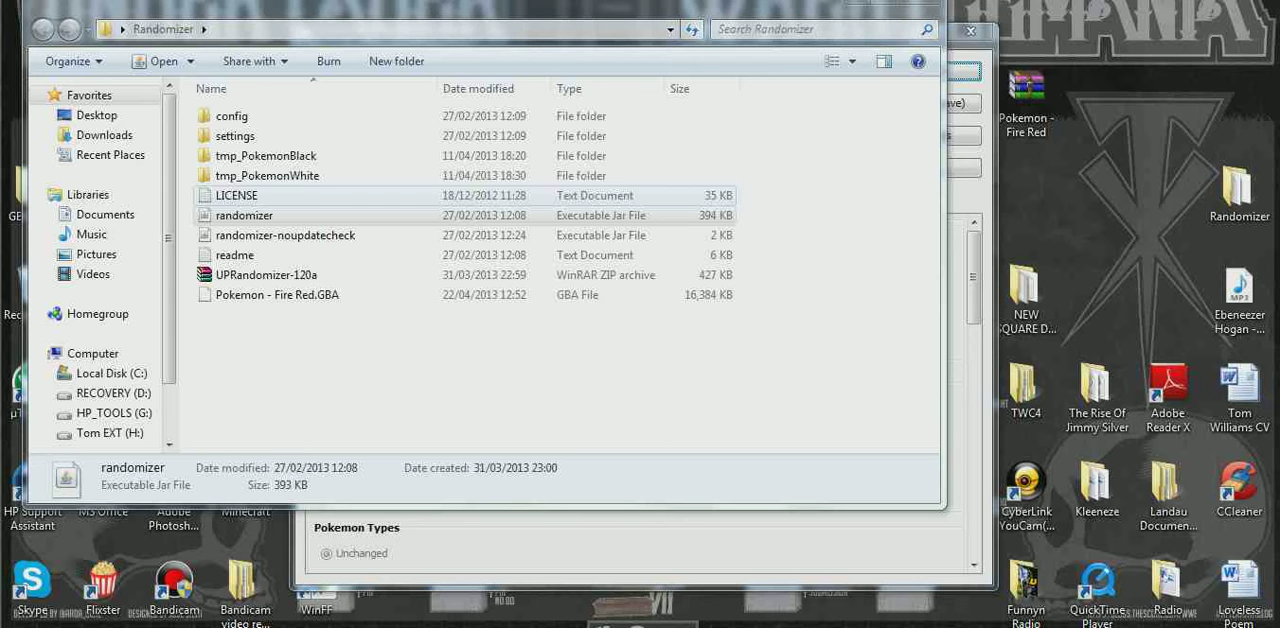 Randomizer
Search Randomizer
Organize Open Share with Burn New folder
Name Date modified Type Size
Favorites
Desktop
Downloads
Recent Places
Libraries
Documents
Music
Pictures
Videos
Homegroup
Computer
Local Disk (C:)
RECOVERY (D:)
HP_TOOLS (G:)
Tom EXT (H:)
config 27/02/2013 12:09 File folder
settings 27/02/2013 12:09 File folder
tmp_PokemonBlack 11/04/2013 18:20 File folder
tmp_PokemonWhite 11/04/2013 18:30 File folder
LICENSE 18/12/2012 11:28 Text Document 35 KB
randomizer 27/02/2013 12:08 Executable Jar File 394 KB
randomizer-noupdatecheck 27/02/2013 12:24 Executable Jar File 2 KB
readme 27/02/2013 12:08 Text Document 6 KB
UPRandomizer-120a 31/03/2013 22:59 WinRAR ZIP archive 427 KB
Pokemon - Fire Red.GBA 22/04/2013 12:52 GBA File 16,384 KB
randomizer Date modified: 27/02/2013 12:08 Date created: 31/03/2013 23:00
Executable Jar File Size: 393 KB
Pokemon Types
Unchanged
Pokemon -
Fire Red
Randomizer
NEW
SQUARE D...
MP3
Ebeneezer
Hogan -...
TWC4
The Rise Of
Jimmy Silver
Adobe
Reader X
Tom
Williams CV
CyberLink
YouCam(...
Kleeneze
Landau
Documen...
CCleaner
Funnyn
Radio
QuickTime
Player
Radio
Loveless
Poem
HP Support
Assistant
MS Office
Adobe
Photosh...
Minecraft
Skype
Flixster
Bandicam
Bandicam
video re...
WinFF